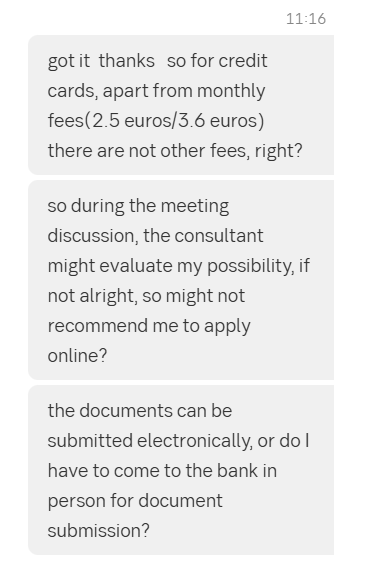 11:16
got it  thanks   so for credit
cards, apart from monthly
fees(2.5 euros/3.6 euros)
there are not other fees, right?
so during the meeting
discussion, the consultant
might evaluate my possibility, if
not alright, so might not
recommend me to apply
online?
the documents can be
submitted electronically, or do I
have to come to the bank in
person for document
submission?